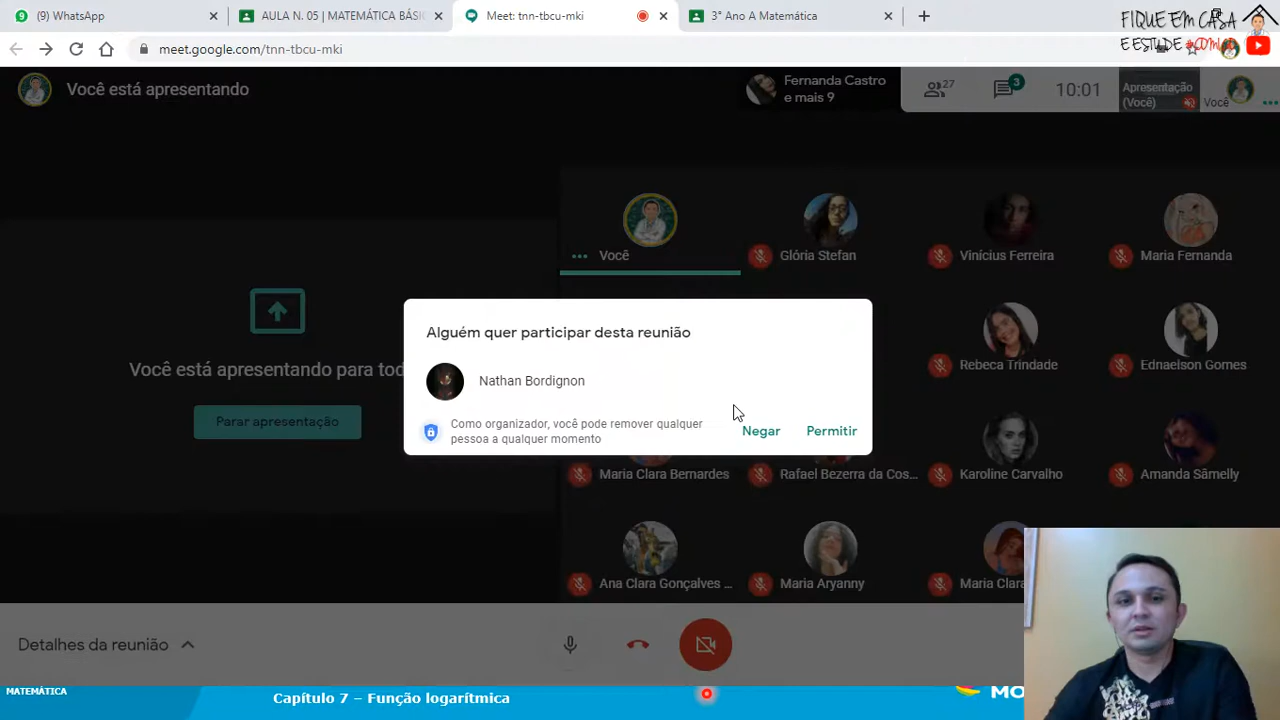 (9) WhatsApp
AULA N. 05 | MATEMÁTICA BÁSIC
Meet: tnn-tbcu-mki
3° Ano A Matemática
FIQUE EM CASA
E ESTUDE
meet.google.com/tnn-tbcu-mki
Você está apresentando
Fernanda Castro
e mais 9
27
3
10:01
Apresentação
(Você)
Você
Você
Glória Stefan
Vinícius Ferreira
Maria Fernanda
Alguém quer participar desta reunião
Nathan Bordignon
Como organizador, você pode remover qualquer
pessoa a qualquer momento
Negar
Permitir
Você está apresentando para tod
Parar apresentação
Rebeca Trindade
Ednaelson Gomes
Maria Clara Bernardes
Rafael Bezerra da Cos...
Karoline Carvalho
Amanda Sâmelly
Ana Clara Gonçalves ...
Maria Aryanny
Maria Clara
Detalhes da reunião
MATEMÁTICA
Capítulo 7 – Função logarítmica